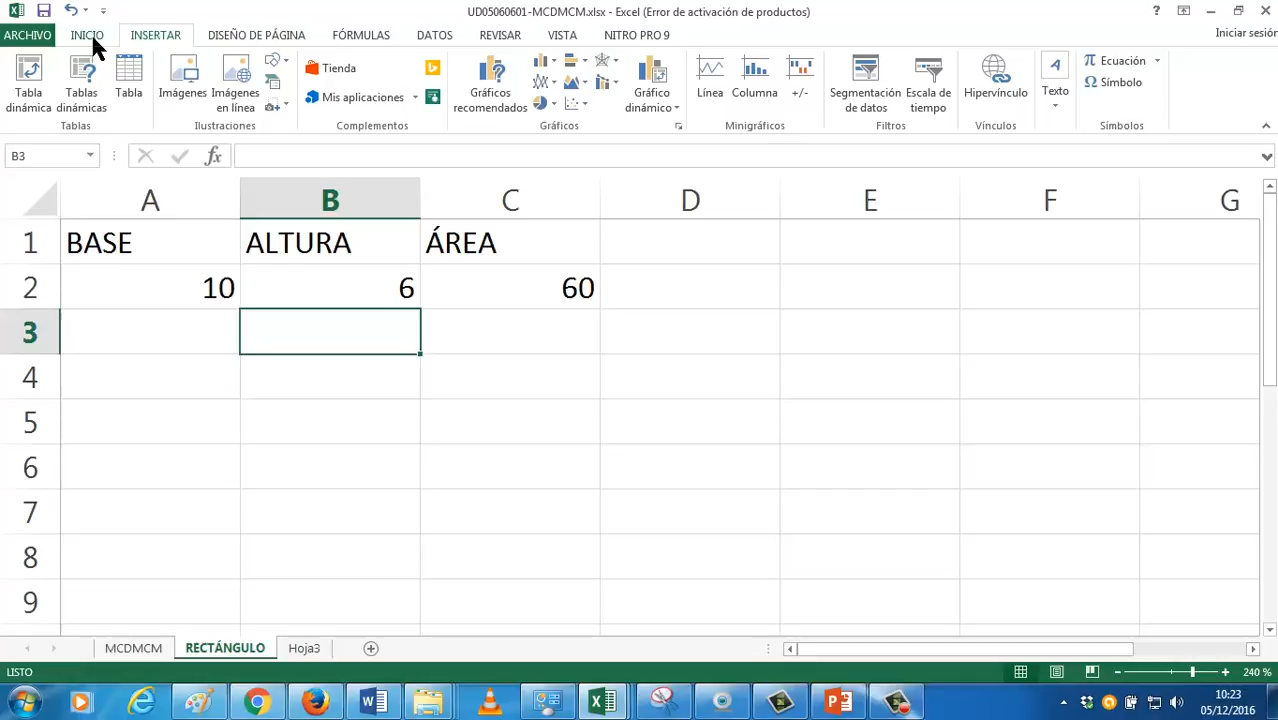 UD05060601-MCDMCM.xlsx - Excel (Error de activación de productos)
ARCHIVO INICIO INSERTAR DISEÑO DE PÁGINA FÓRMULAS DATOS REVISAR VISTA NITRO PRO 9 Iniciar sesión
Tabla dinámica
Tablas dinámicas
Tabla
Imágenes
Imágenes en línea
Tienda
Mis aplicaciones
Gráficos recomendados
Gráfico dinámico
Línea
Columna
+/-
Segmentación de datos
Escala de tiempo
Hipervínculo
Texto
Ecuación
Símbolo
Tablas Ilustraciones Complementos Gráficos Minigráficos Filtros Vínculos Símbolos
B3 fx
A B C D E F G
1 BASE ALTURA ÁREA
2 10 6 60
3
4
5
6
7
8
9
MCDMCM RECTÁNGULO Hoja3
LISTO 240 %
10:23
05/12/2016